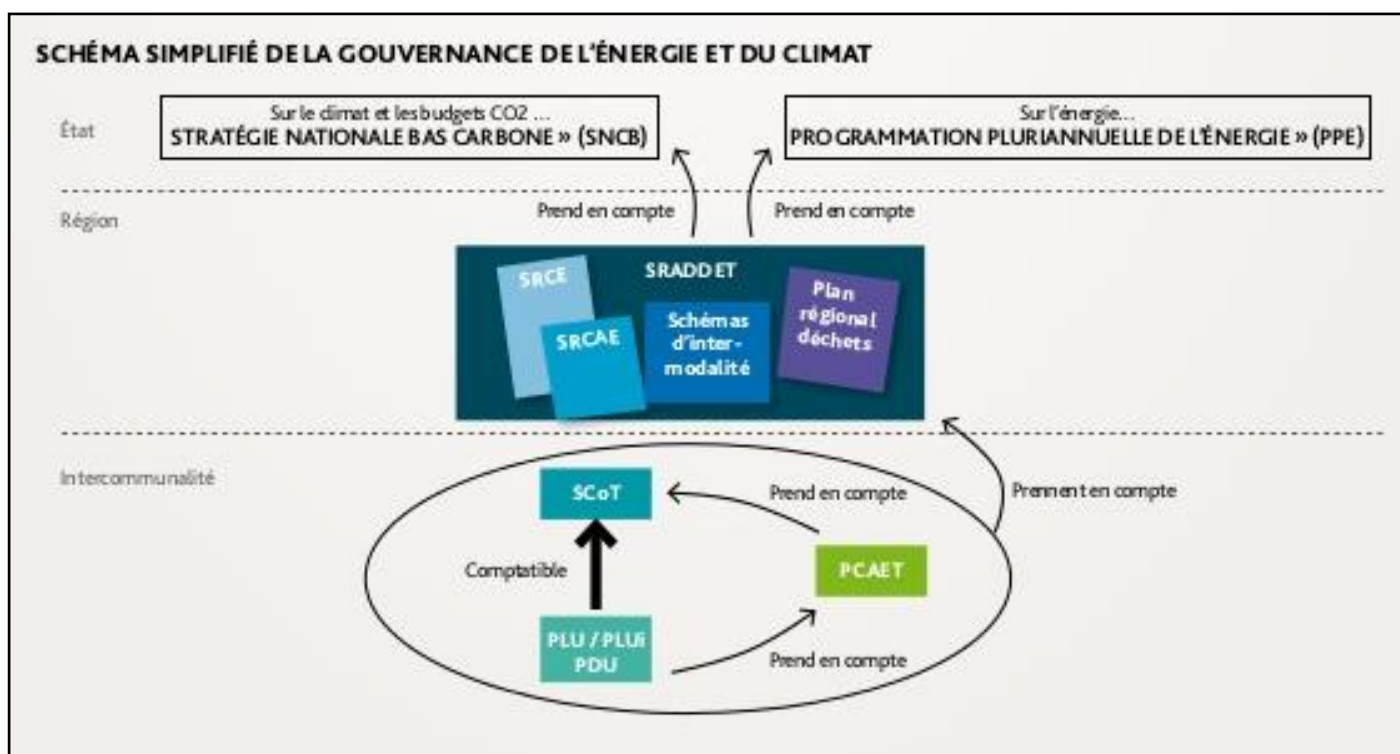 SCHÉMA SIMPLIFIÉ DE LA GOUVERNANCE DE L'ÉNERGIE ET DU CLIMAT
État
Sur le climat et les budgets CO2 ...
STRATÉGIE NATIONALE BAS CARBONE » (SNCB)
Sur l'énergie...
PROGRAMMATION PLURIANNUELLE DE L'ÉNERGIE » (PPE)
Région
Prend en compte
Prend en compte
SRCE
SRADDET
SRCAE
Schémas
d'inter-
modalité
Plan
régional
déchets
Intercommunalité
SCoT
Prend en compte
Prennent en compte
Comptatible
PCAET
PLU / PLUi
PDU
Prend en compte